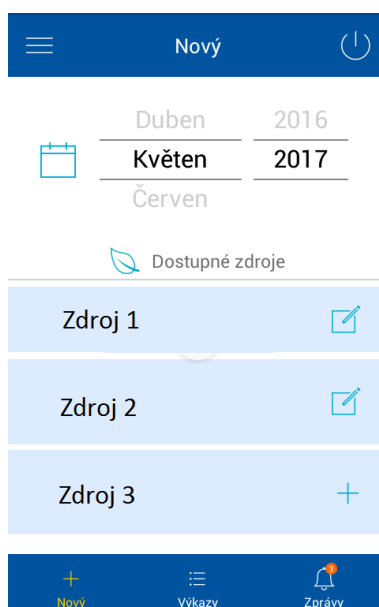 Nový
Duben 2016
Květen 2017
Červen
Dostupné zdroje
Zdroj 1
Zdroj 2
Zdroj 3
3
Nový Výkazy Zprávy